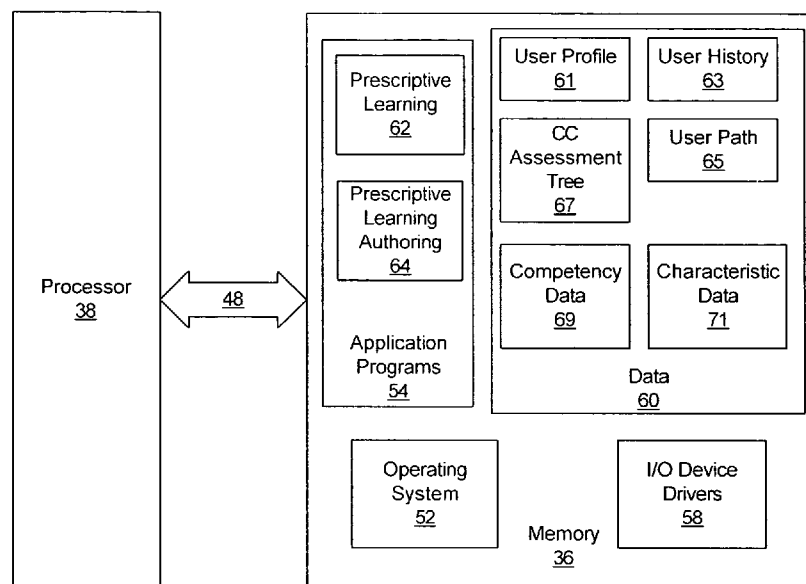 Processor
38
48
Prescriptive
Learning
62
Prescriptive
Learning
Authoring
64
Application
Programs
54
User Profile
61
User History
63
CC
Assessment
Tree
67
User Path
65
Competency
Data
69
Characteristic
Data
71
Data
60
Operating
System
52
I/O Device
Drivers
58
Memory
36